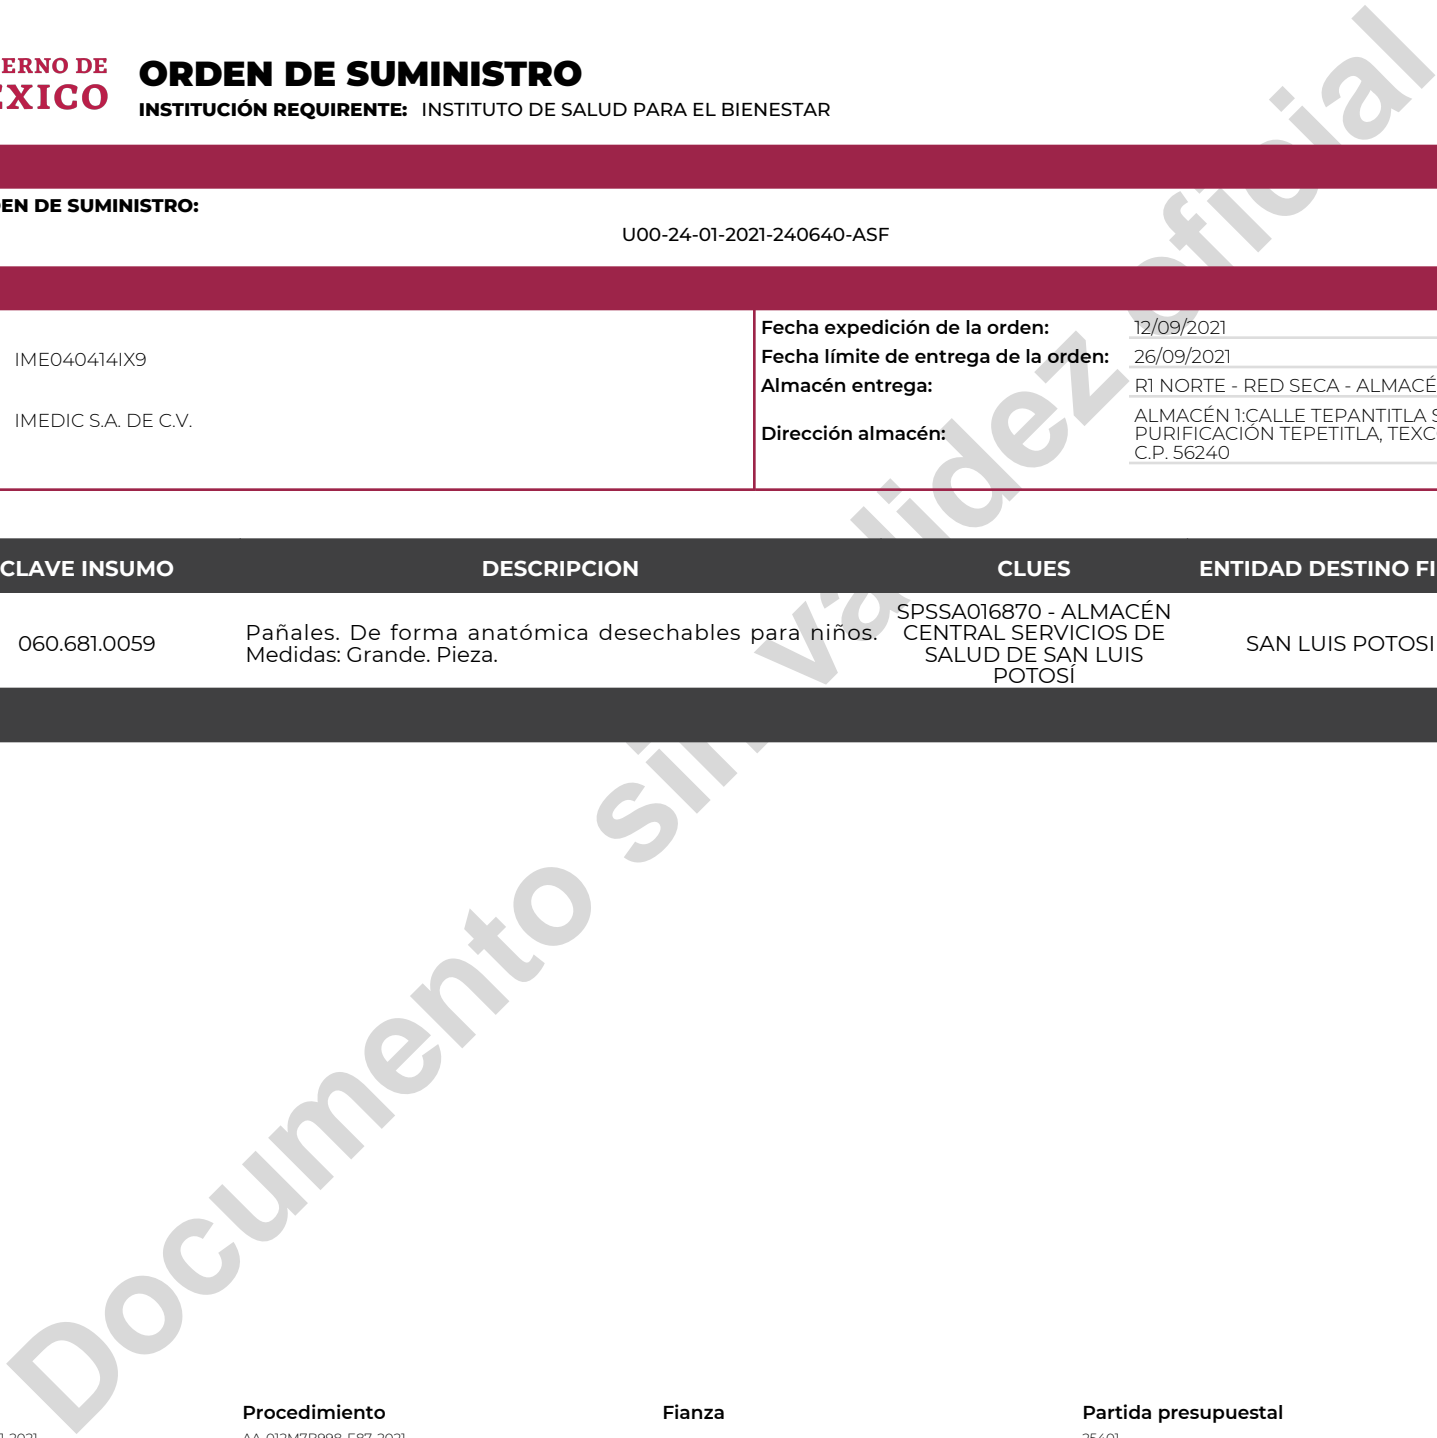 ERNO DE
EXICO
ORDEN DE SUMINISTRO
INSTITUCIÓN REQUIRENTE: INSTITUTO DE SALUD PARA EL BIENESTAR
EN DE SUMINISTRO:
U00-24-01-2021-240640-ASF
IME040414IX9
IMEDIC S.A. DE C.V.
Fecha expedición de la orden: 12/09/2021
Fecha límite de entrega de la orden: 26/09/2021
Almacén entrega: R1 NORTE - RED SECA - ALMACÉ
Dirección almacén:
ALMACÉN 1:CALLE TEPANTITLA S
PURIFICACIÓN TEPETITLA, TEXC
C.P. 56240
CLAVE INSUMO DESCRIPCION CLUES ENTIDAD DESTINO FI
060.681.0059
Pañales. De forma anatómica desechables para niños.
Medidas: Grande. Pieza.
SPSSA016870 - ALMACÉN
CENTRAL SERVICIOS DE
SALUD DE SAN LUIS
POTOSÍ
SAN LUIS POTOSI
Documento sin validez oficial
Procedimiento Fianza Partida presupuestal